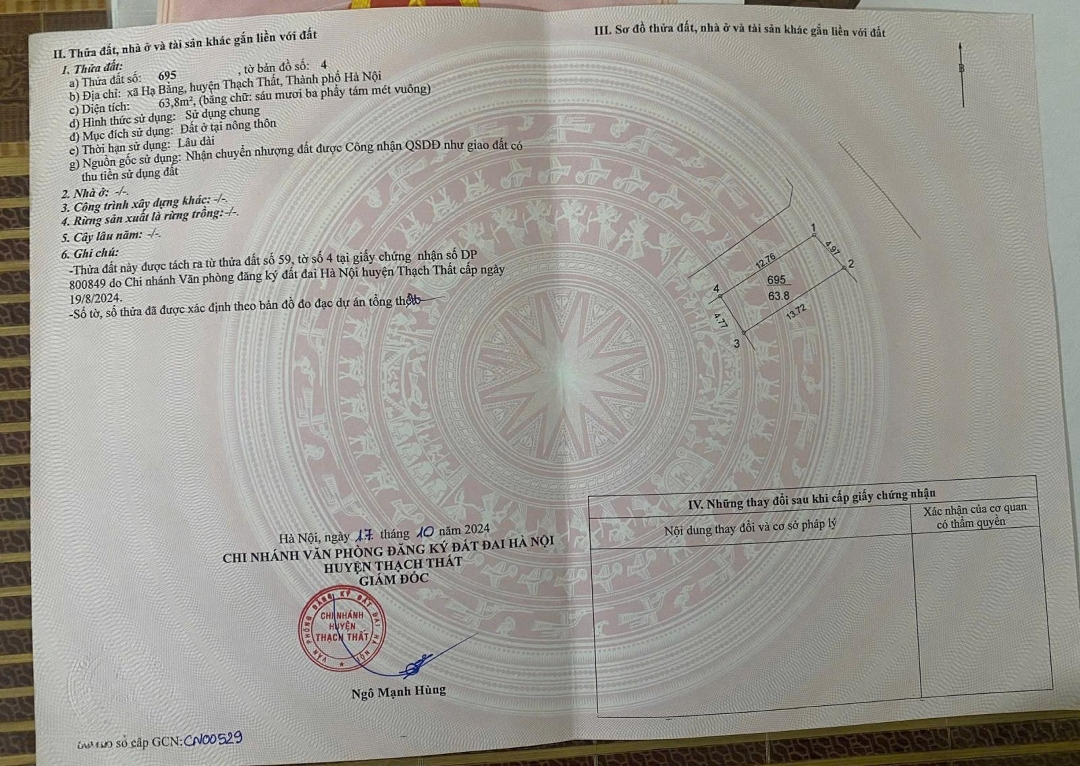 II. Thửa đất, nhà ở và tài sản khác gắn liền với đất
1. Thửa đất:
a) Thửa đất số: 695 , tờ bản đồ số: 4
b) Địa chỉ: xã Hạ Bằng, huyện Thạch Thất, Thành phố Hà Nội
c) Diện tích: 63,8m², (bằng chữ: sáu mươi ba phẩy tám mét vuông)
d) Hình thức sử dụng: Sử dụng chung
đ) Mục đích sử dụng: Đất ở tại nông thôn
e) Thời hạn sử dụng: Lâu dài
g) Nguồn gốc sử dụng: Nhận chuyển nhượng đất được Công nhận QSDĐ như giao đất có
thu tiền sử dụng đất
2. Nhà ở: -/-.
3. Công trình xây dựng khác: -/-.
4. Rừng sản xuất là rừng trồng: -/-.
5. Cây lâu năm: -/-.
6. Ghi chú:
-Thửa đất này được tách ra từ thửa đất số 59, tờ số 4 tại giấy chứng nhận số DP
800849 do Chi nhánh Văn phòng đăng ký đất đai Hà Nội huyện Thạch Thất cấp ngày
19/8/2024.
-Số tờ, số thửa đã được xác định theo bản đồ đo đạc dự án tổng thể
Hà Nội, ngày 17 tháng 10 năm 2024
CHI NHÁNH VĂN PHÒNG ĐĂNG KÝ ĐẤT ĐAI HÀ NỘI
HUYỆN THẠCH THẤT
GIÁM ĐỐC
VĂN PHÒNG ĐĂNG KÝ ĐẤT ĐAI HÀ NỘI
CHI NHÁNH
HUYỆN
THẠCH THẤT
Ngô Mạnh Hùng
số cấp GCN: CN00529
III. Sơ đồ thửa đất, nhà ở và tài sản khác gắn liền với đất
B
1
4.97
2
12.76
695
63.8
4
4.77
13.72
3
IV. Những thay đổi sau khi cấp giấy chứng nhận
Nội dung thay đổi và cơ sở pháp lý
Xác nhận của cơ quan
có thẩm quyền